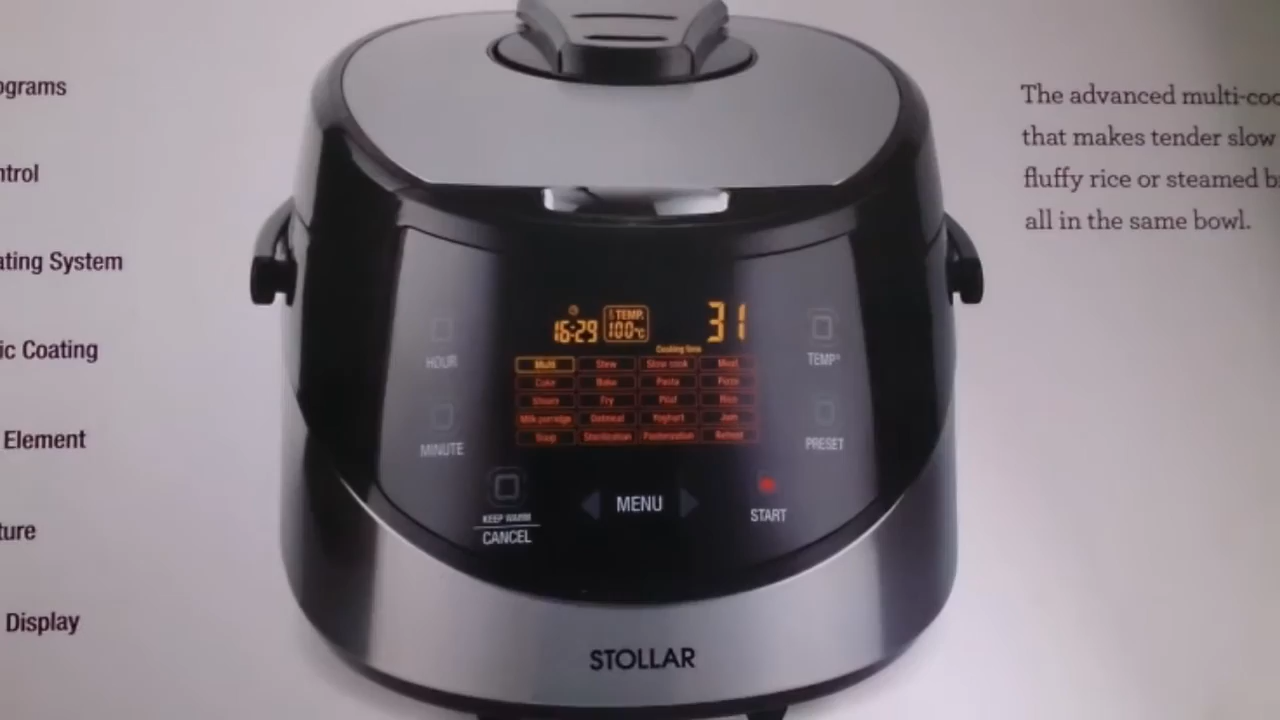 ograms
ntrol
ating System
ic Coating
Element
ture
Display
The advanced multi-coo
that makes tender slow
fluffy rice or steamed b
all in the same bowl.
16:29 TEMP. 100°C 31
Cooking time
Multi Stew Slow cook Meat
Cake Bake Pasta Pizza
Steam Fry Pilaf Rice
Milk porridge Oatmeal Yoghurt Jam
Soup Sterilization Pasteurization Reheat
HOUR
TEMP°
MINUTE
PRESET
KEEP WARM
CANCEL
MENU
START
STOLLAR